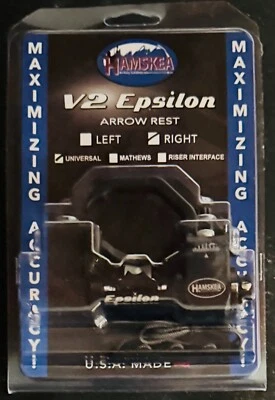 HAMSKEA
V2 Epsilon
ARROW REST
LEFT
RIGHT
UNIVERSAL
MATHEWS
RISER INTERFACE
MAXIMIZING
ACCURACY!
MAXIMIZING
ACCURACY!
HAMSKEA
Epsilon
U.S.A. MADE